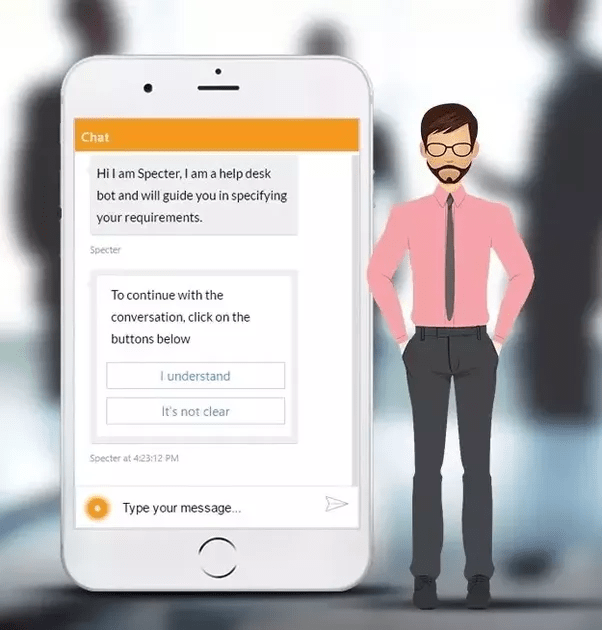 Chat
Hi I am Specter, I am a help desk
bot and will guide you in specifying
your requirements.
Specter
To continue with the
conversation, click on the
buttons below
I understand
It's not clear
Specter at 4:23:12 PM
Type your message...